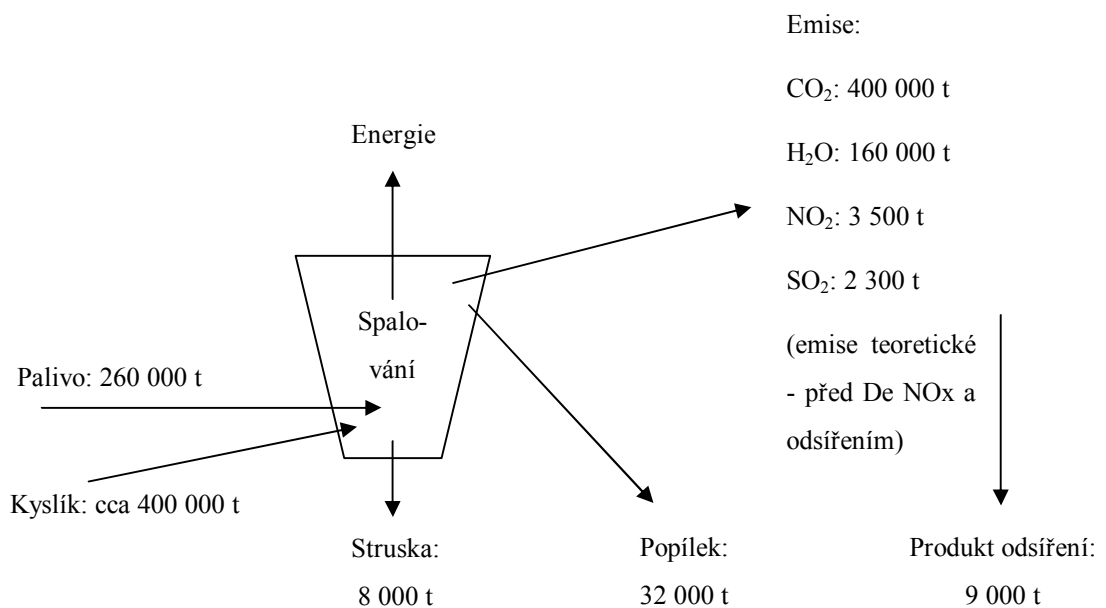 Emise:
CO₂: 400 000 t
Energie
H₂O: 160 000 t
NO₂: 3 500 t
SO₂: 2 300 t
Spalo-
vání
(emise teoretické
- před De NOx a
odsířením)
Palivo: 260 000 t
Kyslík: cca 400 000 t
Struska:
8 000 t
Popílek:
32 000 t
Produkt odsíření:
9 000 t